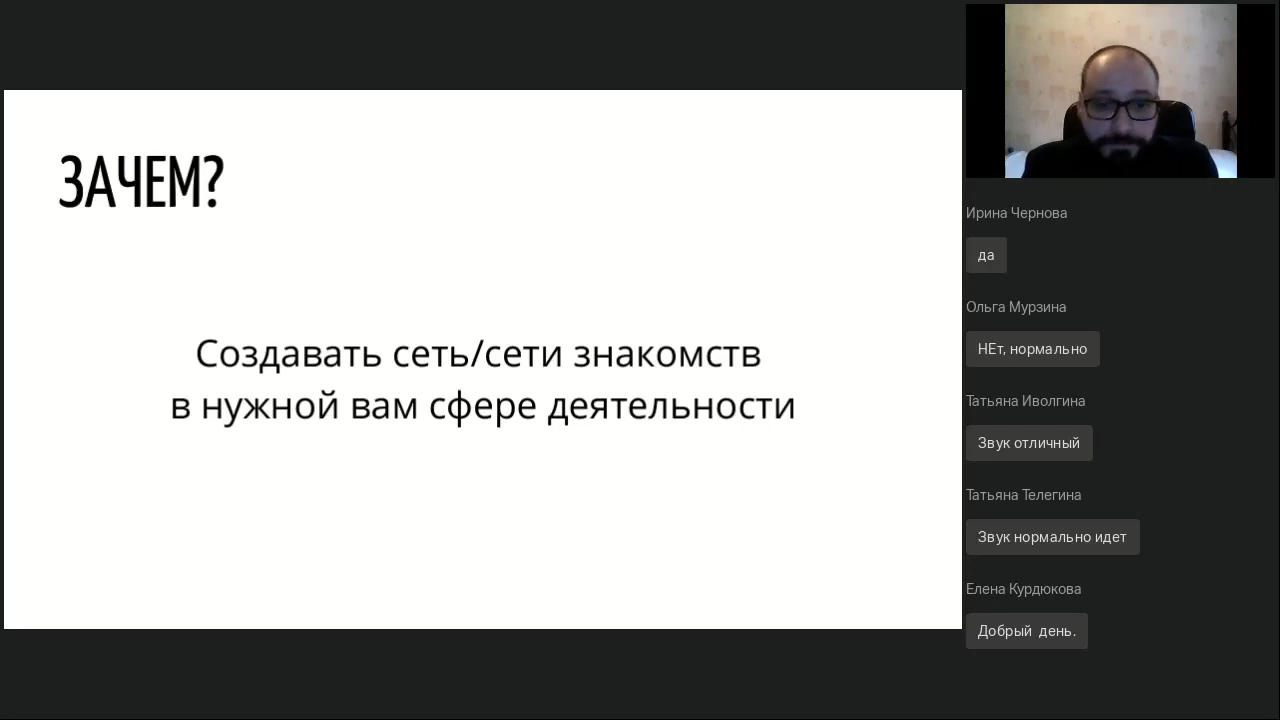 ЗАЧЕМ?
Создавать сеть/сети знакомств
в нужной вам сфере деятельности
Ирина Чернова
да
Ольга Мурзина
НЕт, нормально
Татьяна Иволгина
Звук отличный
Татьяна Телегина
Звук нормально идет
Елена Курдюкова
Добрый день.